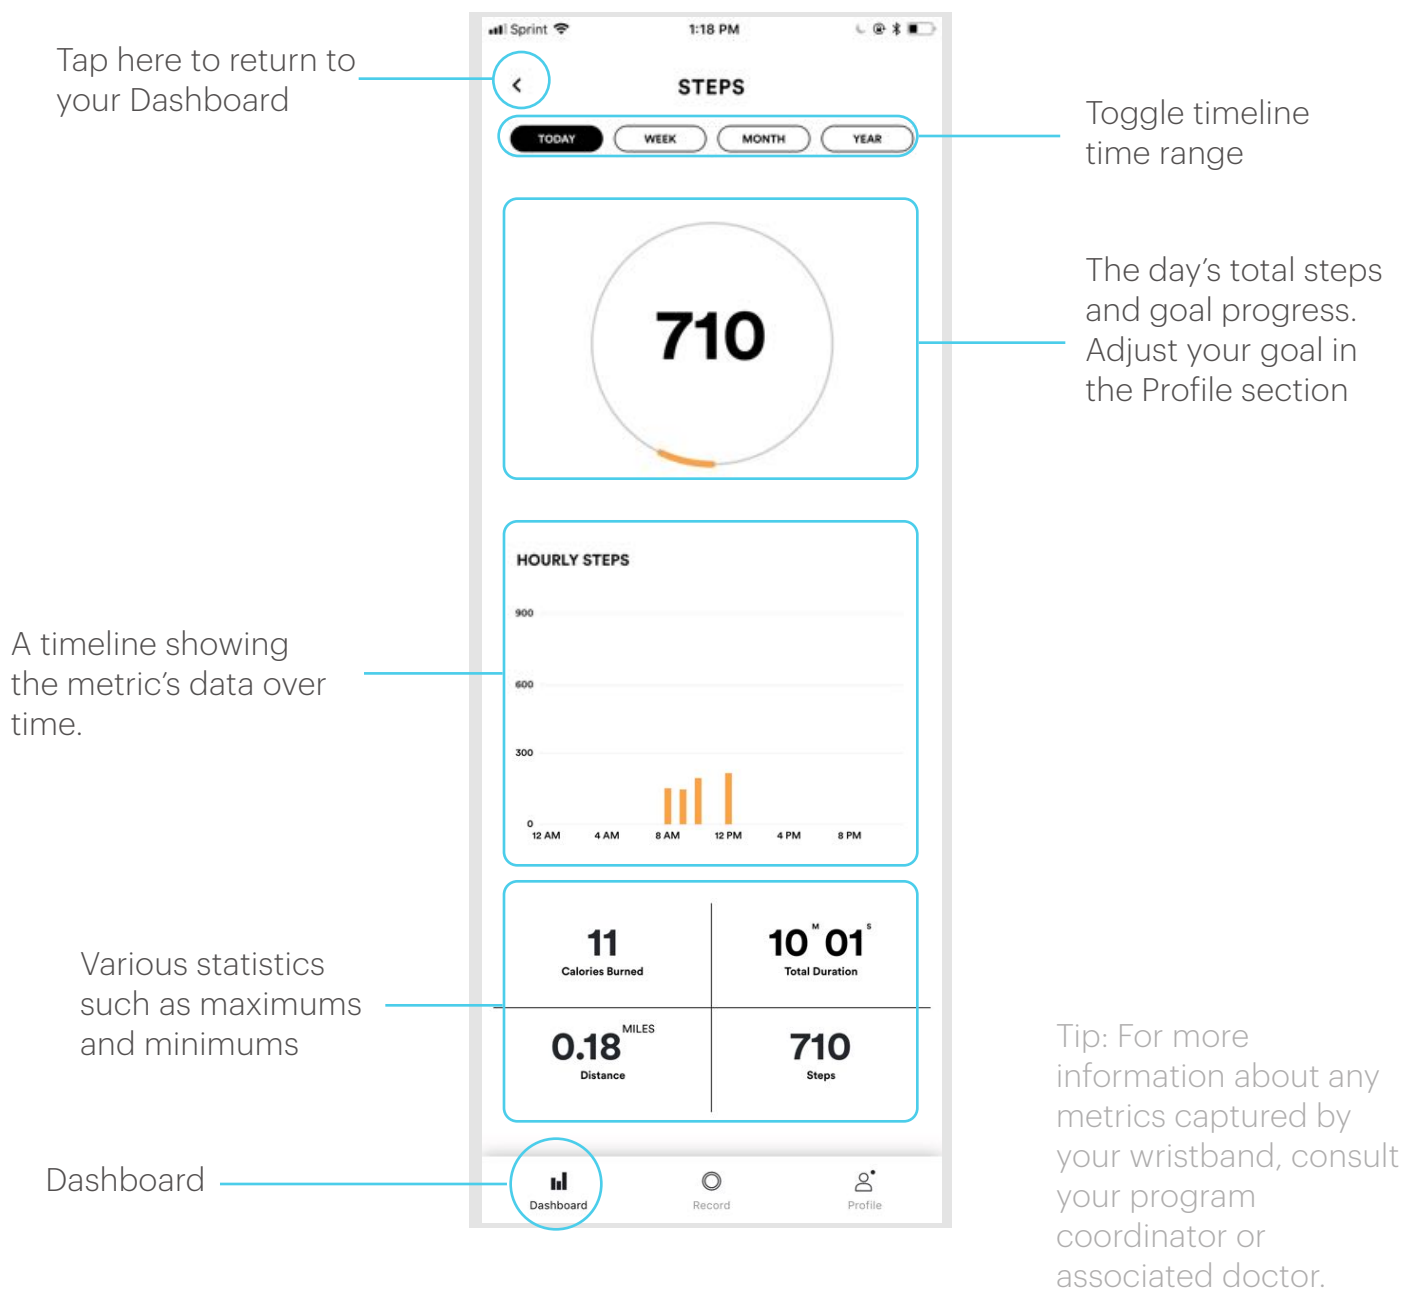 Sprint
1:18 PM
Tap here to return to
your Dashboard
STEPS
TODAY
WEEK
MONTH
YEAR
Toggle timeline
time range
710
The day’s total steps
and goal progress.
Adjust your goal in
the Profile section
HOURLY STEPS
900
600
300
0
12 AM
4 AM
8 AM
12 PM
4 PM
8 PM
A timeline showing
the metric’s data over
time.
11
Calories Burned
10 M 01 S
Total Duration
0.18 MILES
Distance
710
Steps
Various statistics
such as maximums
and minimums
Tip: For more
information about any
metrics captured by
your wristband, consult
your program
coordinator or
associated doctor.
Dashboard
Dashboard
Record
Profile